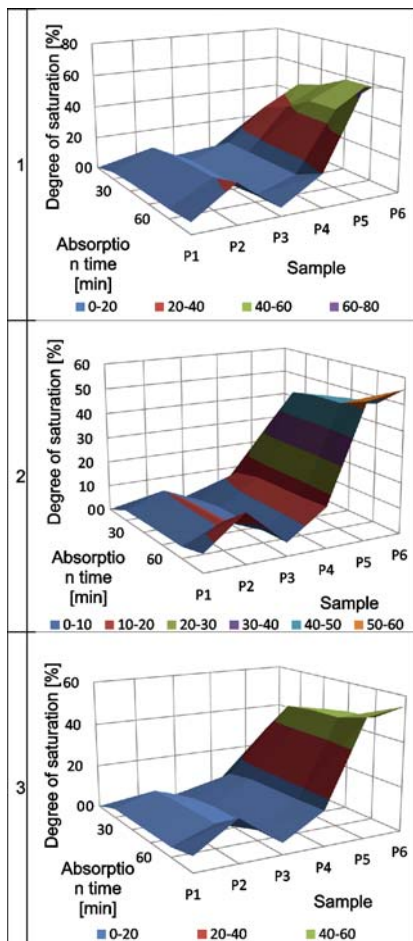 1
Degree of saturation [%]
80
60
40
20
00
30
60
Absorptio
n time
[min]
P1
P2
P3
P4
P5
P6
Sample
0-20 20-40 40-60 60-80
2
Degree of saturation [%]
60
50
40
30
20
10
00
30
60
Absorptio
n time
[min]
P1
P2
P3
P4
P5
P6
Sample
0-10 10-20 20-30 30-40 40-50 50-60
3
Degree of saturation [%]
60
40
20
00
30
60
Absorptio
n time
[min]
P1
P2
P3
P4
P5
P6
Sample
0-20 20-40 40-60